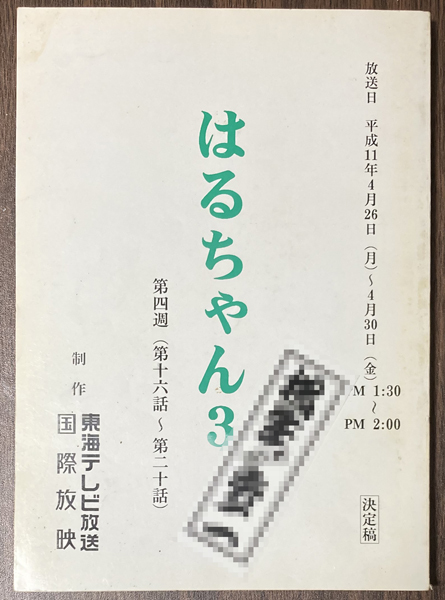 放送日　平成11年4月26日（月）〜4月30日（金）
M 1:30
〜
PM 2:00
決定稿
はるちゃん3
第四週（第十六話〜第二十話）
制作
東海テレビ放送
国際放映